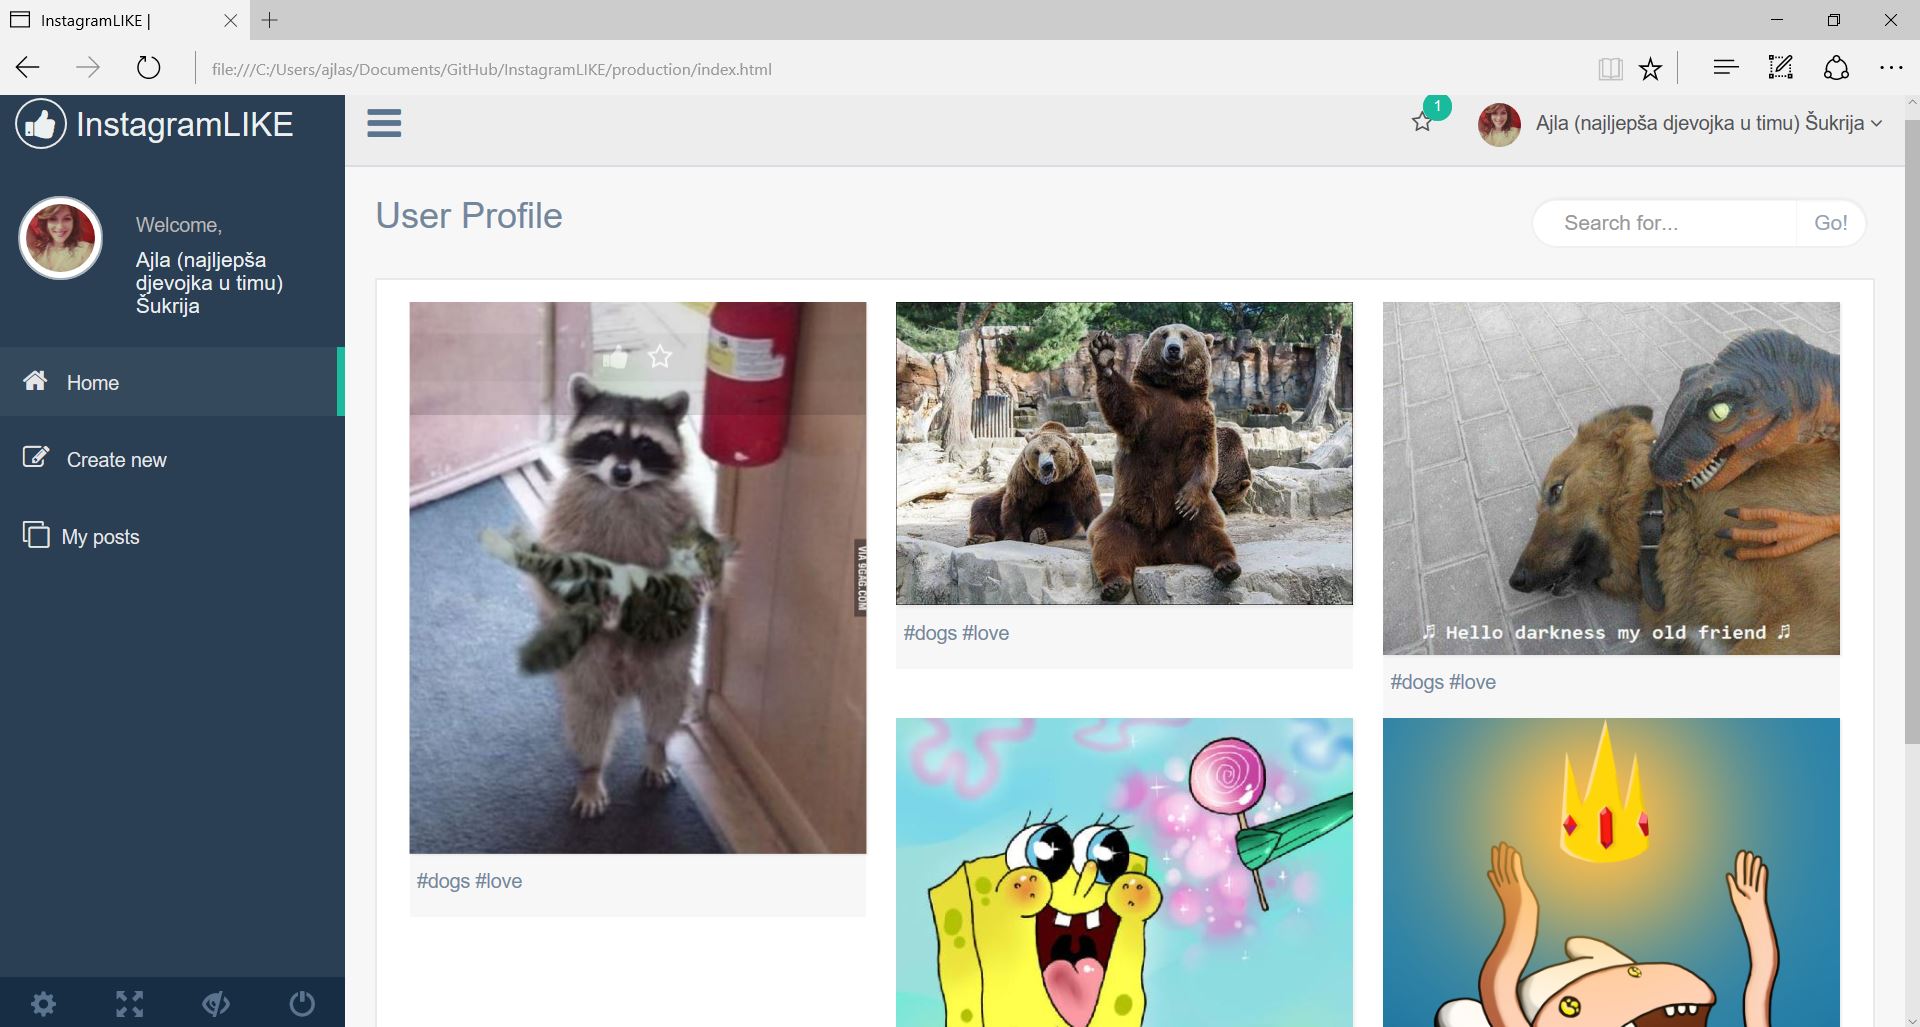 InstagramLIKE |
file:///C:/Users/ajlas/Documents/GitHub/InstagramLIKE/production/index.html
InstagramLIKE
1
Ajla (najljepša djevojka u timu) Šukrija
Welcome,
Ajla (najljepša
djevojka u timu)
Šukrija
Home
Create new
My posts
User Profile
Search for...
Go!
VIA 9GAG.COM
#dogs #love
#dogs #love
♬ Hello darkness my old friend ♬
#dogs #love